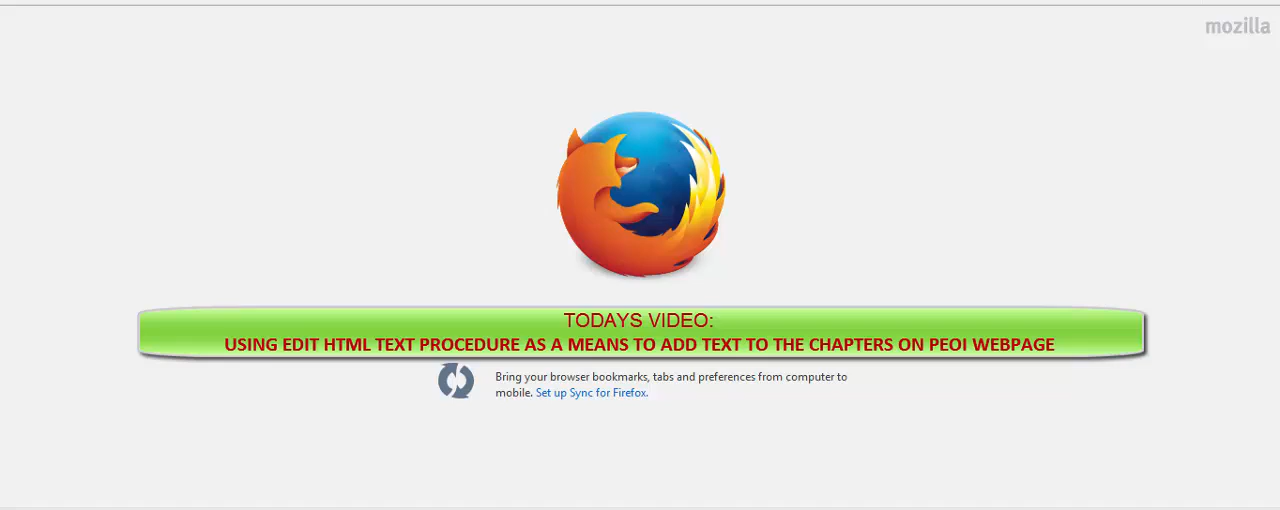 mozilla
TODAYS VIDEO:
USING EDIT HTML TEXT PROCEDURE AS A MEANS TO ADD TEXT TO THE CHAPTERS ON PEOI WEBPAGE
Bring your browser bookmarks, tabs and preferences from computer to
mobile. Set up Sync for Firefox.